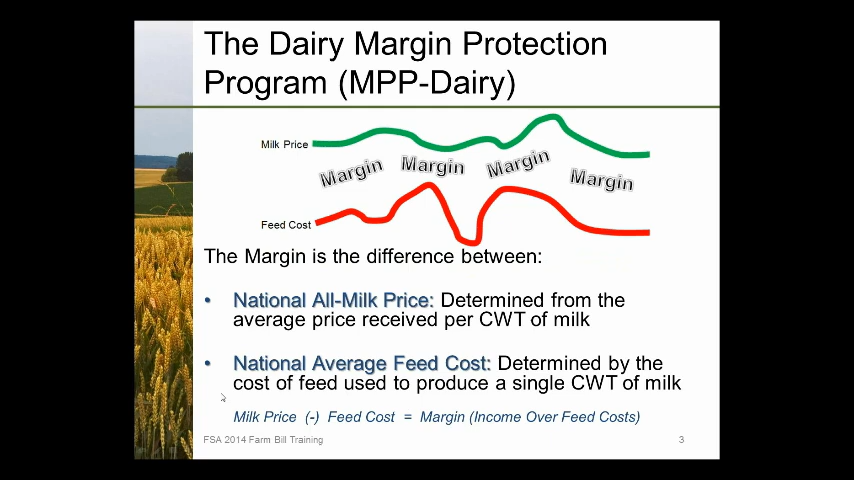 The Dairy Margin Protection
Program (MPP-Dairy)
Milk Price
Margin Margin Margin Margin
Feed Cost
The Margin is the difference between:
• National All-Milk Price: Determined from the
average price received per CWT of milk
• National Average Feed Cost: Determined by the
cost of feed used to produce a single CWT of milk
Milk Price (-) Feed Cost = Margin (Income Over Feed Costs)
FSA 2014 Farm Bill Training 3